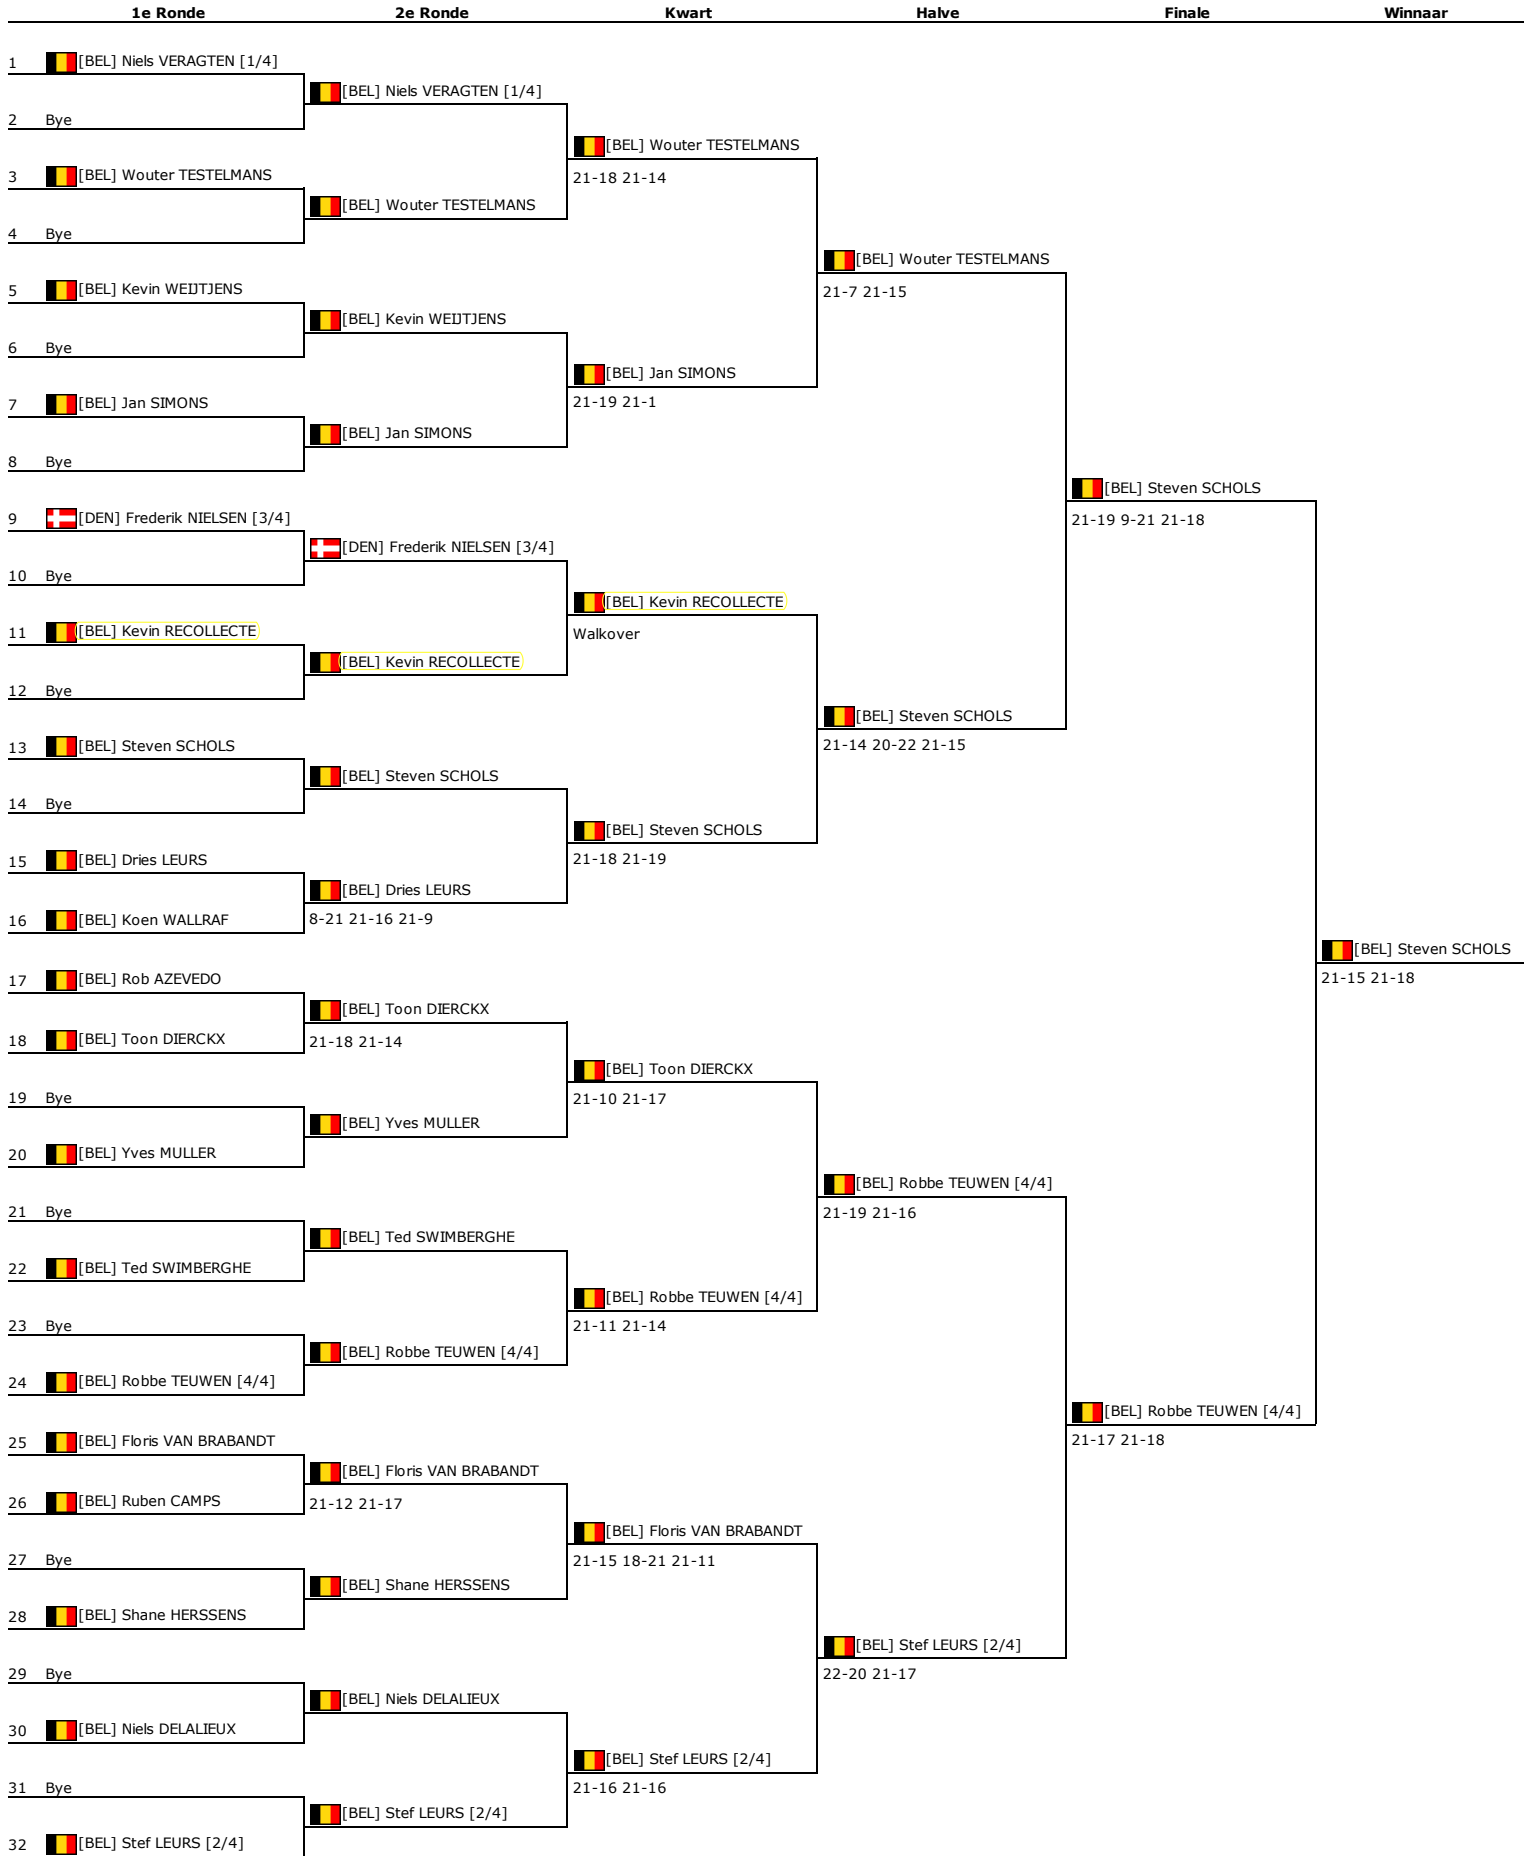 1e Ronde 2e Ronde Kwart Halve Finale Winnaar
1 [BEL] Niels VERAGTEN [1/4]
[BEL] Niels VERAGTEN [1/4]
2 Bye
[BEL] Wouter TESTELMANS
3 [BEL] Wouter TESTELMANS
21-18 21-14
[BEL] Wouter TESTELMANS
4 Bye
[BEL] Wouter TESTELMANS
5 [BEL] Kevin WEIJTJENS
21-7 21-15
[BEL] Kevin WEIJTJENS
6 Bye
[BEL] Jan SIMONS
7 [BEL] Jan SIMONS
21-19 21-1
[BEL] Jan SIMONS
8 Bye
[BEL] Steven SCHOLS
9 [DEN] Frederik NIELSEN [3/4]
21-19 9-21 21-18
[DEN] Frederik NIELSEN [3/4]
10 Bye
[BEL] Kevin RECOLLECTE
11 [BEL] Kevin RECOLLECTE
Walkover
[BEL] Kevin RECOLLECTE
12 Bye
[BEL] Steven SCHOLS
13 [BEL] Steven SCHOLS
21-14 20-22 21-15
[BEL] Steven SCHOLS
14 Bye
[BEL] Steven SCHOLS
15 [BEL] Dries LEURS
21-18 21-19
[BEL] Dries LEURS
16 [BEL] Koen WALLRAF
8-21 21-16 21-9
[BEL] Steven SCHOLS
17 [BEL] Rob AZEVEDO
21-15 21-18
[BEL] Toon DIERCKX
18 [BEL] Toon DIERCKX
21-18 21-14
[BEL] Toon DIERCKX
19 Bye
21-10 21-17
[BEL] Yves MULLER
20 [BEL] Yves MULLER
[BEL] Robbe TEUWEN [4/4]
21 Bye
21-19 21-16
[BEL] Ted SWIMBERGHE
22 [BEL] Ted SWIMBERGHE
[BEL] Robbe TEUWEN [4/4]
23 Bye
21-11 21-14
[BEL] Robbe TEUWEN [4/4]
24 [BEL] Robbe TEUWEN [4/4]
[BEL] Robbe TEUWEN [4/4]
25 [BEL] Floris VAN BRABANDT
21-17 21-18
[BEL] Floris VAN BRABANDT
26 [BEL] Ruben CAMPS
21-12 21-17
[BEL] Floris VAN BRABANDT
27 Bye
21-15 18-21 21-11
[BEL] Shane HERSSENS
28 [BEL] Shane HERSSENS
[BEL] Stef LEURS [2/4]
29 Bye
22-20 21-17
[BEL] Niels DELALIEUX
30 [BEL] Niels DELALIEUX
[BEL] Stef LEURS [2/4]
31 Bye
21-16 21-16
[BEL] Stef LEURS [2/4]
32 [BEL] Stef LEURS [2/4]